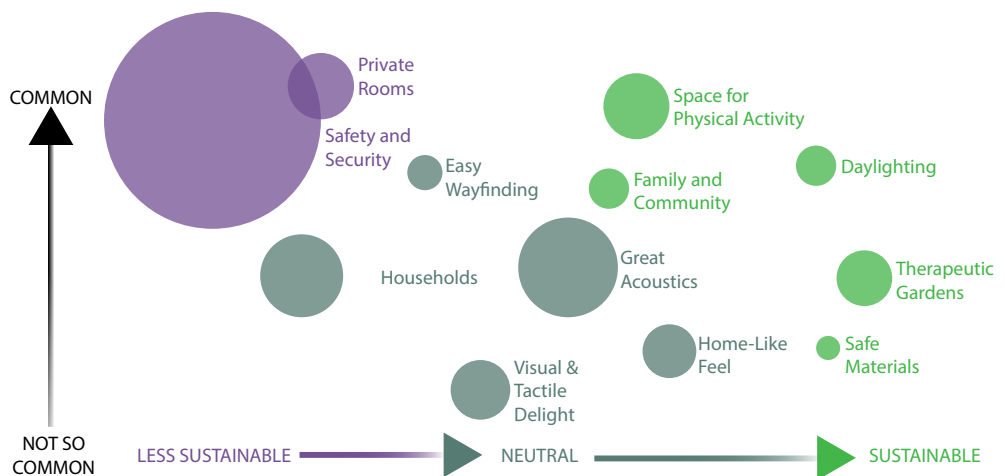 COMMON
Private
Rooms
Safety and
Security
Easy
Wayfinding
Space for
Physical Activity
Family and
Community
Daylighting
Households
Great
Acoustics
Therapeutic
Gardens
Home-Like
Feel
Safe
Materials
Visual &
Tactile
Delight
NOT SO
COMMON
LESS SUSTAINABLE
NEUTRAL
SUSTAINABLE